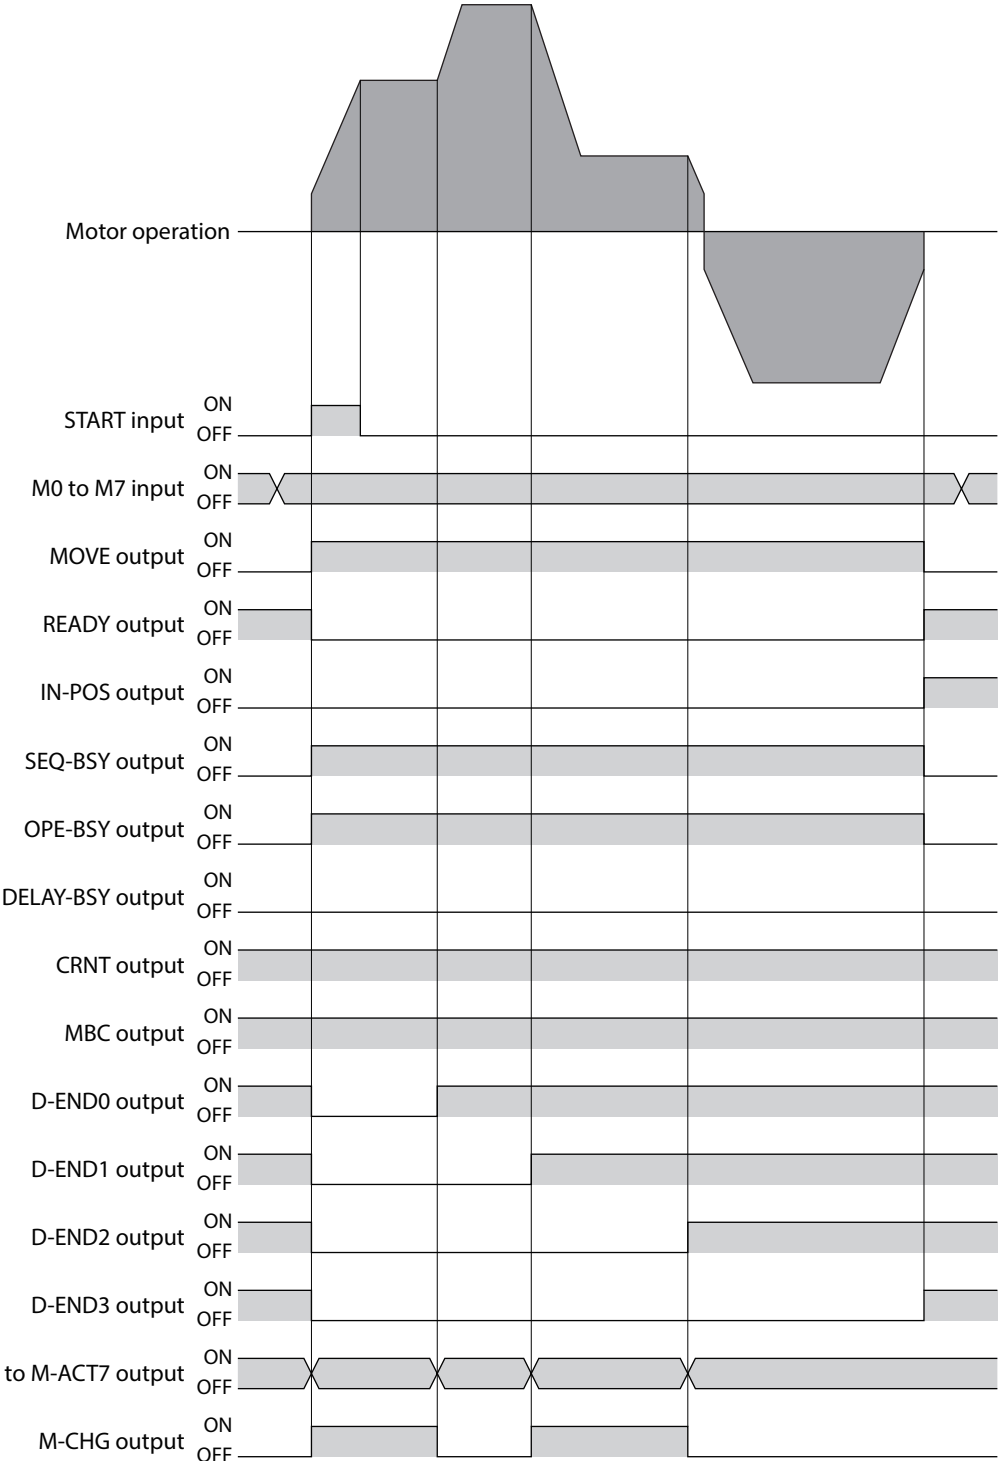 Motor operation
START input ON
OFF
M0 to M7 input ON
OFF
MOVE output ON
OFF
READY output ON
OFF
IN-POS output ON
OFF
SEQ-BSY output ON
OFF
OPE-BSY output ON
OFF
DELAY-BSY output ON
OFF
CRNT output ON
OFF
MBC output ON
OFF
D-END0 output ON
OFF
D-END1 output ON
OFF
D-END2 output ON
OFF
D-END3 output ON
OFF
to M-ACT7 output ON
OFF
M-CHG output ON
OFF